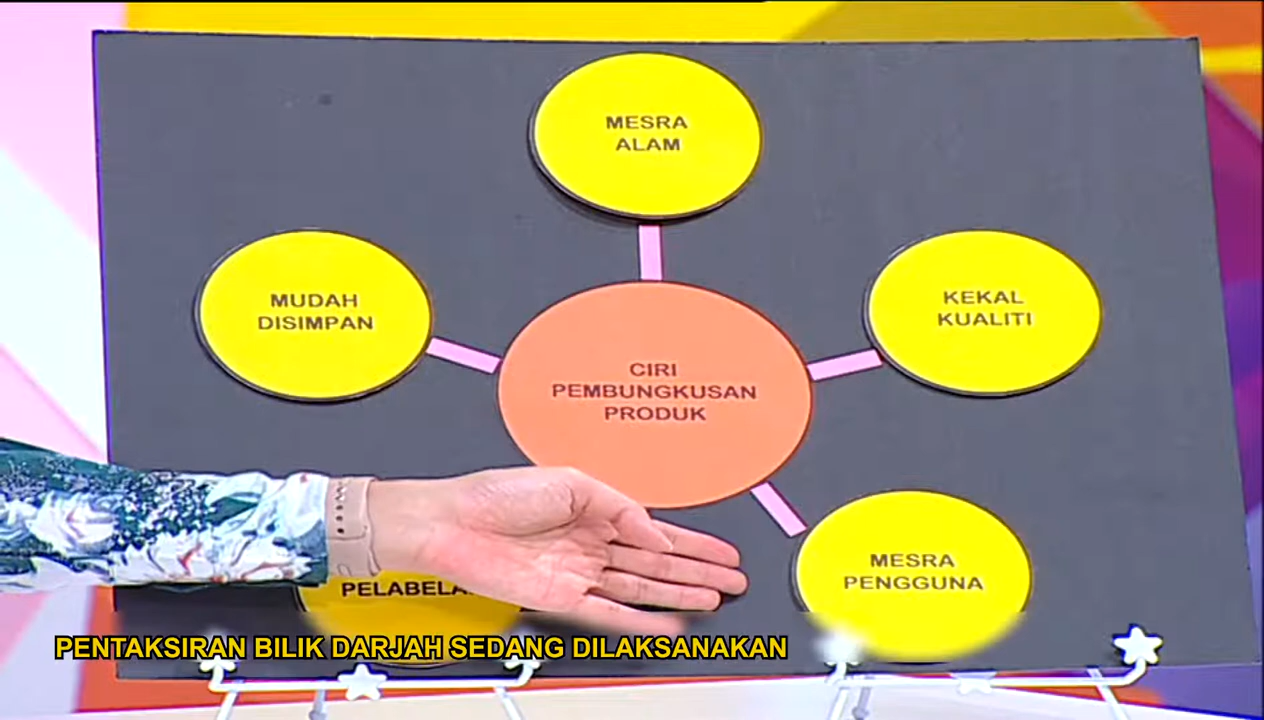 MESRA
ALAM
MUDAH
DISIMPAN
KEKAL
KUALITI
CIRI
PEMBUNGKUSAN
PRODUK
MESRA
PENGGUNA
PENTAKSIRAN BILIK DARJAH SEDANG DILAKSANAKAN